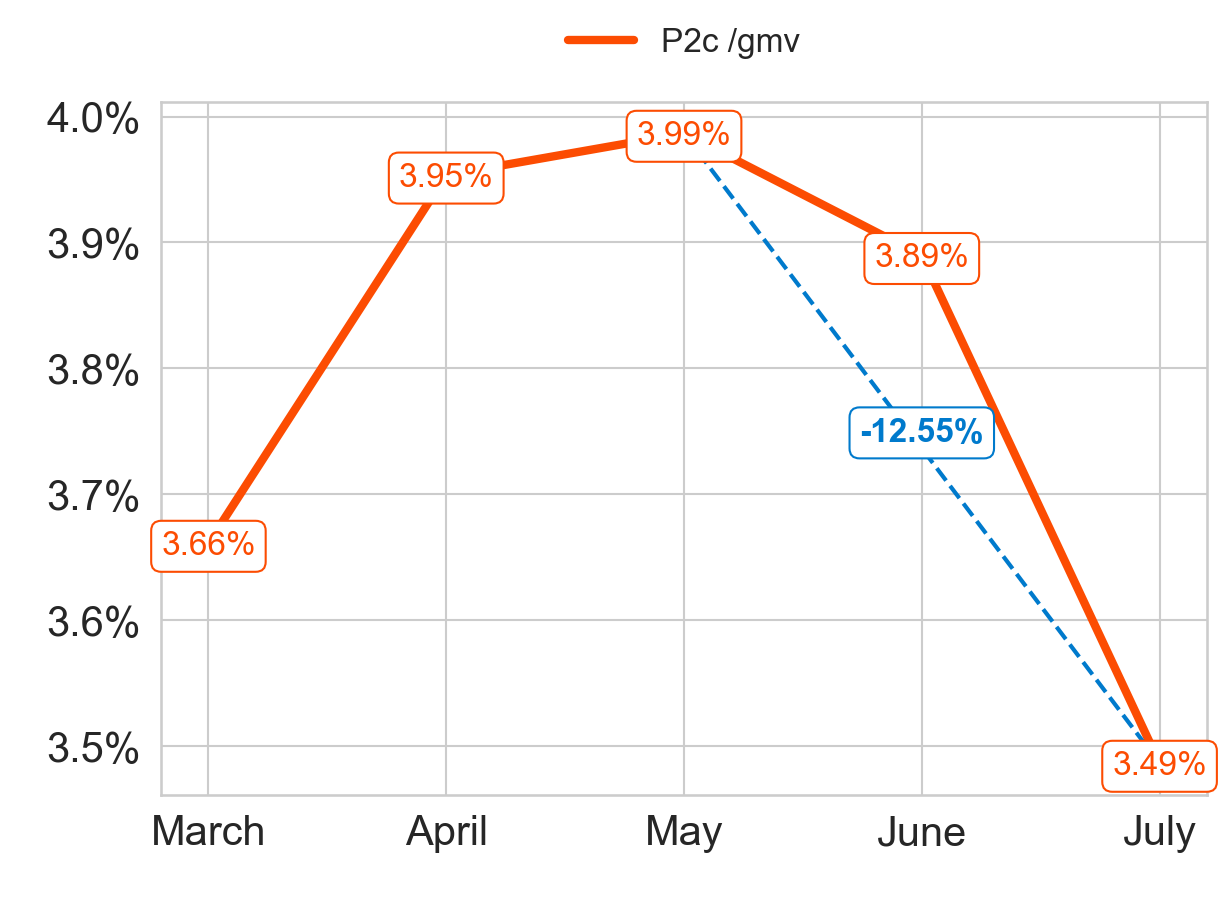 P2c /gmv
4.0%
3.9%
3.8%
3.7%
3.6%
3.5%
3.66%
3.95%
3.99%
3.89%
-12.55%
3.49%
March
April
May
June
July